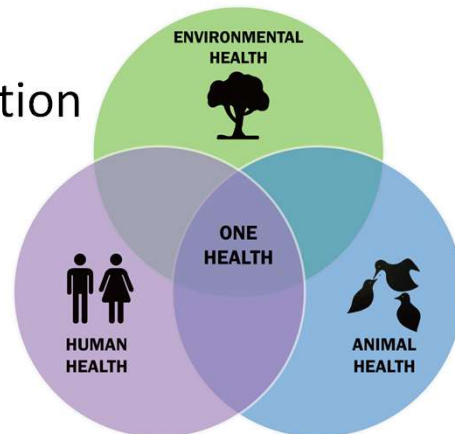 ENVIRONMENTAL
HEALTH
tion
ONE
HEALTH
HUMAN
HEALTH
ANIMAL
HEALTH